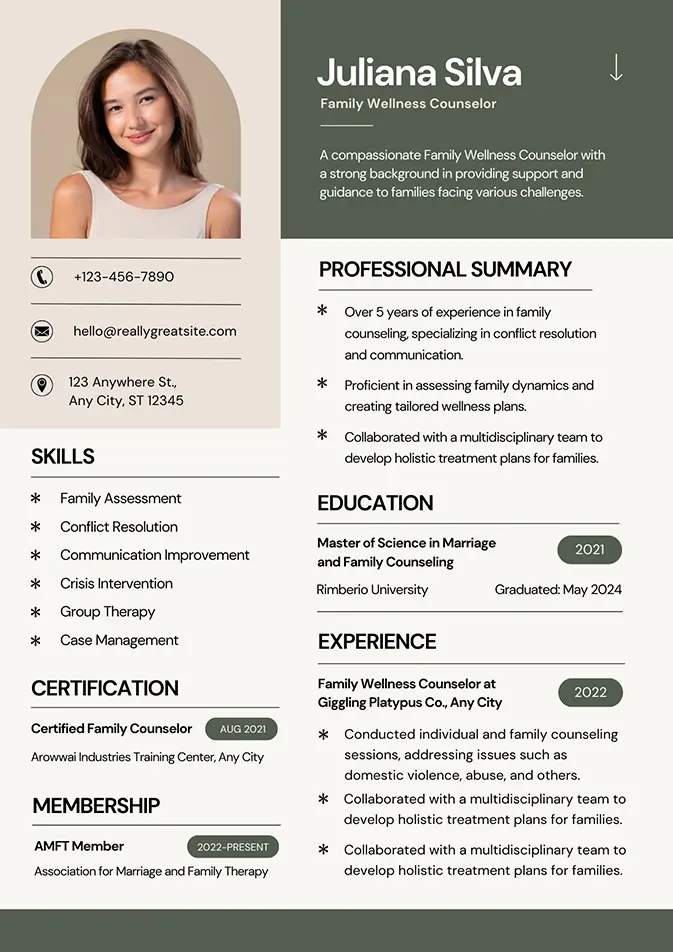 Juliana Silva
Family Wellness Counselor
A compassionate Family Wellness Counselor with
a strong background in providing support and
guidance to families facing various challenges.
+123-456-7890
hello@reallygreatsite.com
123 Anywhere St.,
Any City, ST 12345
SKILLS
Family Assessment
Conflict Resolution
Communication Improvement
Crisis Intervention
Group Therapy
Case Management
CERTIFICATION
Certified Family Counselor
AUG 2021
Arowwai Industries Training Center, Any City
MEMBERSHIP
AMFT Member
2022-PRESENT
Association for Marriage and Family Therapy
PROFESSIONAL SUMMARY
Over 5 years of experience in family
counseling, specializing in conflict resolution
and communication.
Proficient in assessing family dynamics and
creating tailored wellness plans.
Collaborated with a multidisciplinary team to
develop holistic treatment plans for families.
EDUCATION
Master of Science in Marriage
and Family Counseling
2021
Rimberio University
Graduated: May 2024
EXPERIENCE
Family Wellness Counselor at
Giggling Platypus Co., Any City
2022
Conducted individual and family counseling
sessions, addressing issues such as
domestic violence, abuse, and others.
Collaborated with a multidisciplinary team to
develop holistic treatment plans for families.
Collaborated with a multidisciplinary team to
develop holistic treatment plans for families.